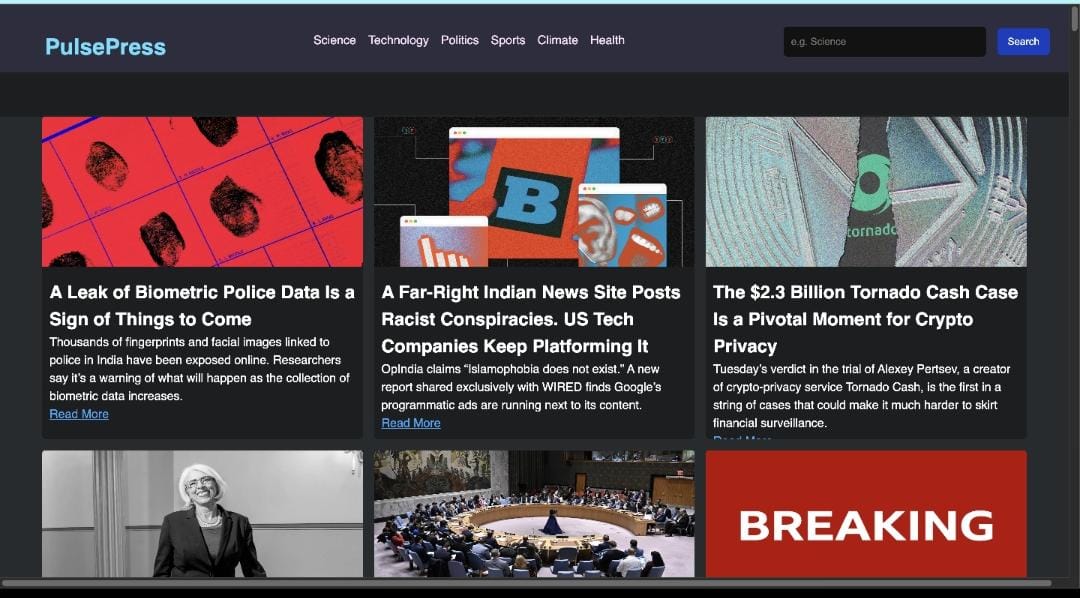 PulsePress
Science Technology Politics Sports Climate Health
e.g. Science
Search
B
tornado
A Leak of Biometric Police Data Is a
Sign of Things to Come
Thousands of fingerprints and facial images linked to
police in India have been exposed online. Researchers
say it's a warning of what will happen as the collection of
biometric data increases.
Read More
A Far-Right Indian News Site Posts
Racist Conspiracies. US Tech
Companies Keep Platforming It
OpIndia claims “Islamophobia does not exist.” A new
report shared exclusively with WIRED finds Google’s
programmatic ads are running next to its content.
Read More
The $2.3 Billion Tornado Cash Case
Is a Pivotal Moment for Crypto
Privacy
Tuesday’s verdict in the trial of Alexey Pertsev, a creator
of crypto-privacy service Tornado Cash, is the first in a
string of cases that could make it much harder to skirt
financial surveillance.
Read More
BREAKING